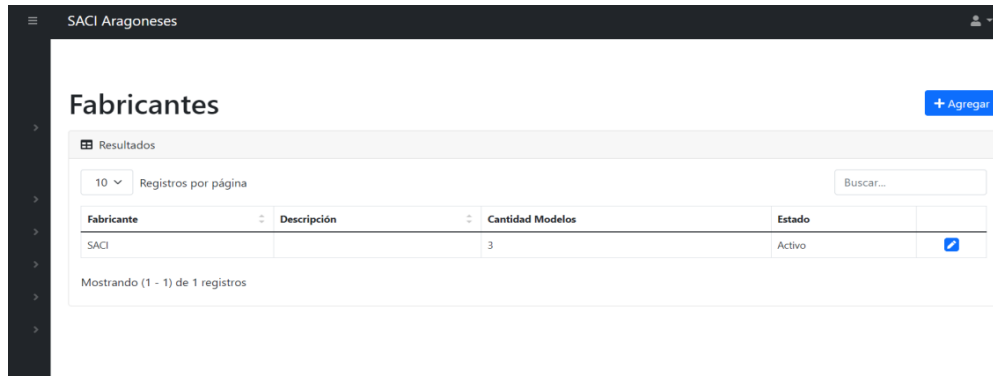 SACI Aragoneses
Fabricantes
Agregar
Resultados
10 Registros por página
Buscar...
Fabricante Descripción Cantidad Modelos Estado
SACI 3 Activo
Mostrando (1 - 1) de 1 registros